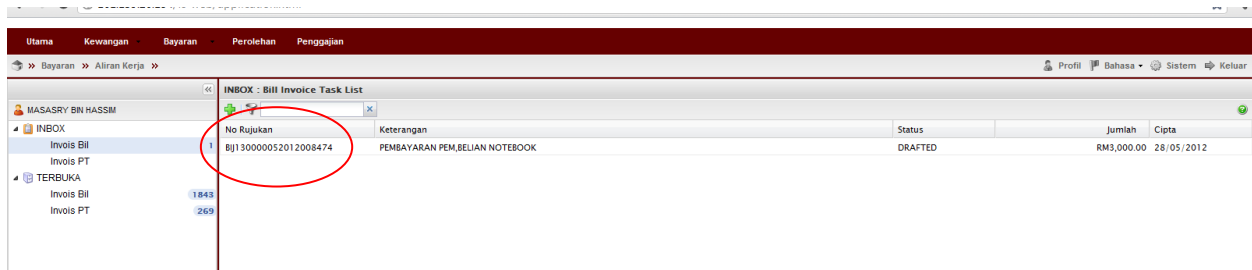 Utama Kewangan Bayaran Perolehan Penggajian
» Bayaran » Aliran Kerja » Profil Bahasa Sistem Keluar
INBOX : Bill Invoice Task List
MASASRY BIN HASSIM
INBOX
Invois Bil 1
Invois PT
TERBUKA
Invois Bil 1843
Invois PT 269
No Rujukan Keterangan Status Jumlah Cipta
BIJ130000052012008474 PEMBAYARAN PEM,BELIAN NOTEBOOK DRAFTED RM3,000.00 28/05/2012